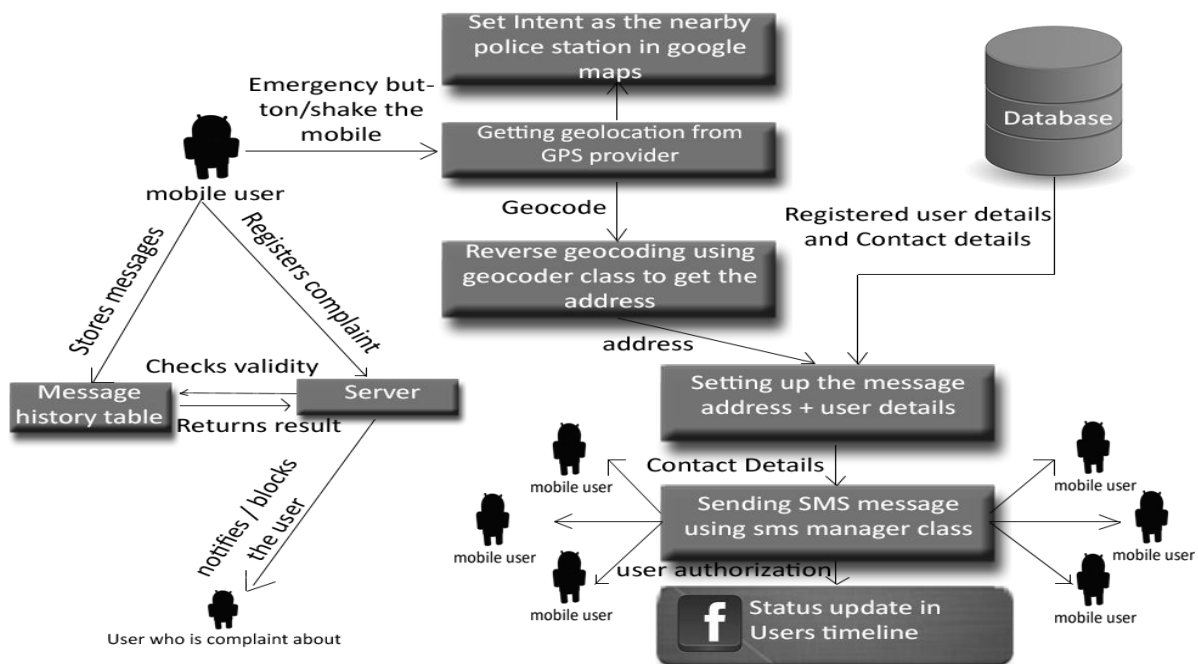 Set Intent as the nearby
police station in google
maps
Emergency but-
ton/shake the
mobile
Getting geolocation from
GPS provider
Database
mobile user
Geocode
Registered user details
and Contact details
Reverse geocoding using
geocoder class to get the
address
Stores messages
Registers complaint
address
Checks validity
Message
history table
Server
Returns result
Setting up the message
address + user details
Contact Details
mobile user
mobile user
Sending SMS message
using sms manager class
mobile user
mobile user
notifies / blocks
the user
user authorization
mobile user
mobile user
f
Status update in
Users timeline
User who is complaint about